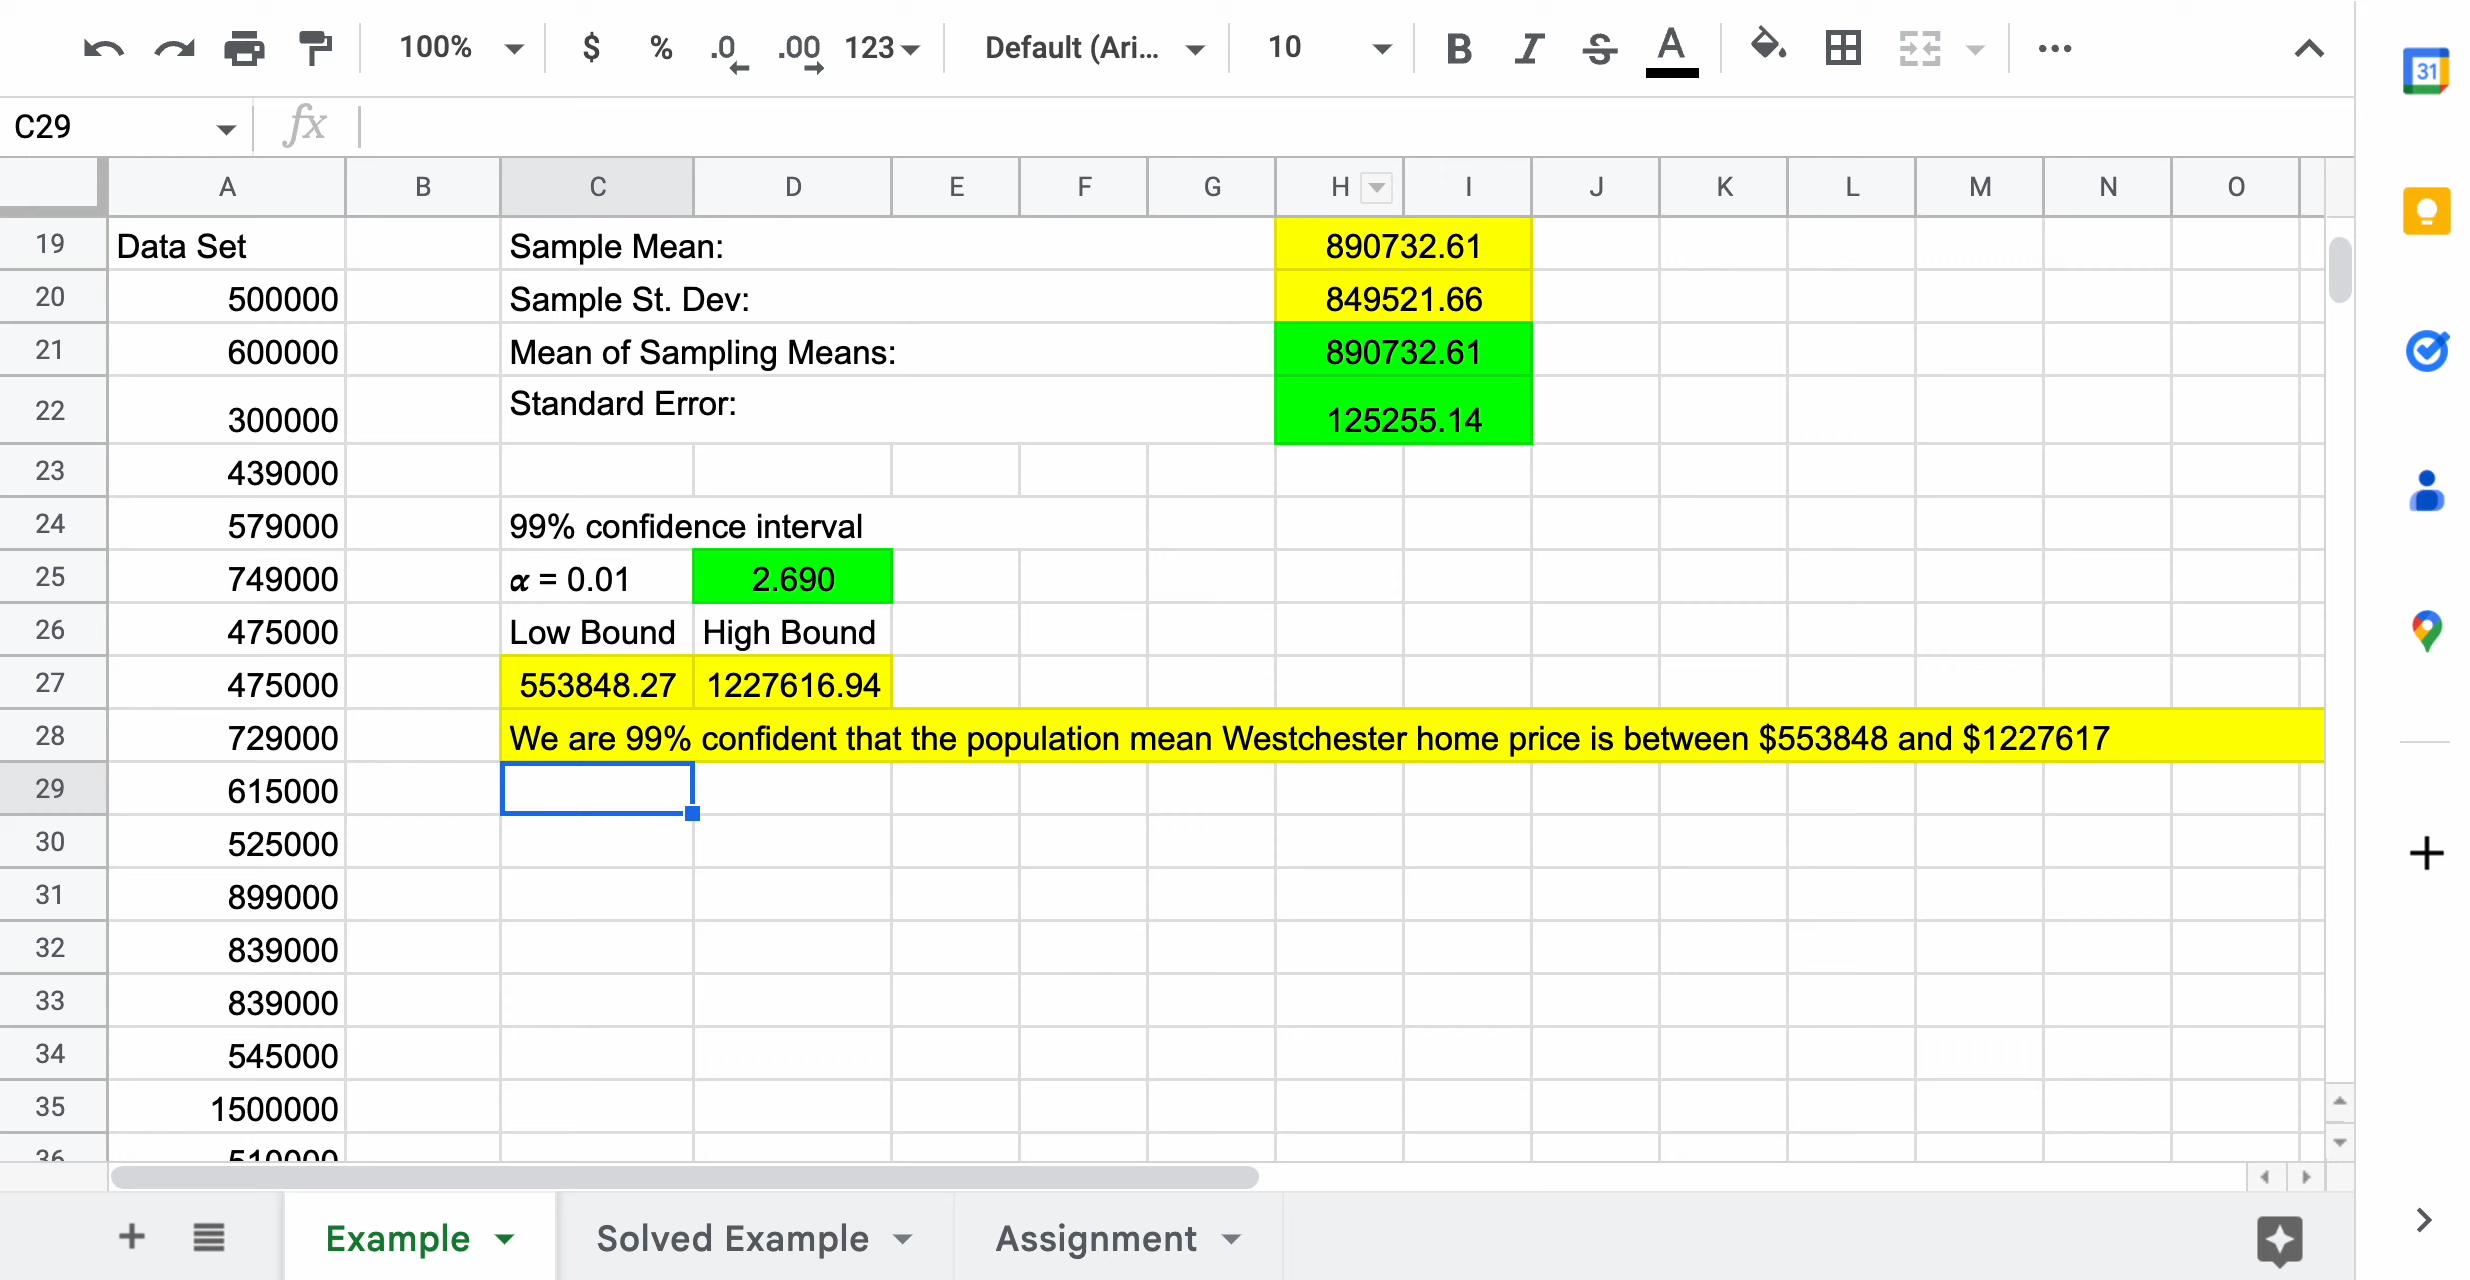 100% $ % .0 .00 123 Default (Ari... 10 B I S A
31
C29 fx
A B C D E F G H I J K L M N O
19 Data Set Sample Mean: 890732.61
20 500000 Sample St. Dev: 849521.66
21 600000 Mean of Sampling Means: 890732.61
22 300000 Standard Error: 125255.14
23 439000
24 579000 99% confidence interval
25 749000 α = 0.01 2.690
26 475000 Low Bound High Bound
27 475000 553848.27 1227616.94
28 729000 We are 99% confident that the population mean Westchester home price is between $553848 and $1227617
29 615000
30 525000
31 899000
32 839000
33 839000
34 545000
35 1500000
36 510000
Example Solved Example Assignment